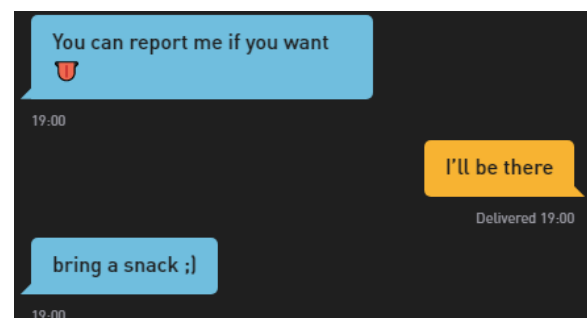 You can report me if you want
👅
19:00
I'll be there
Delivered 19:00
bring a snack ;)
19:00